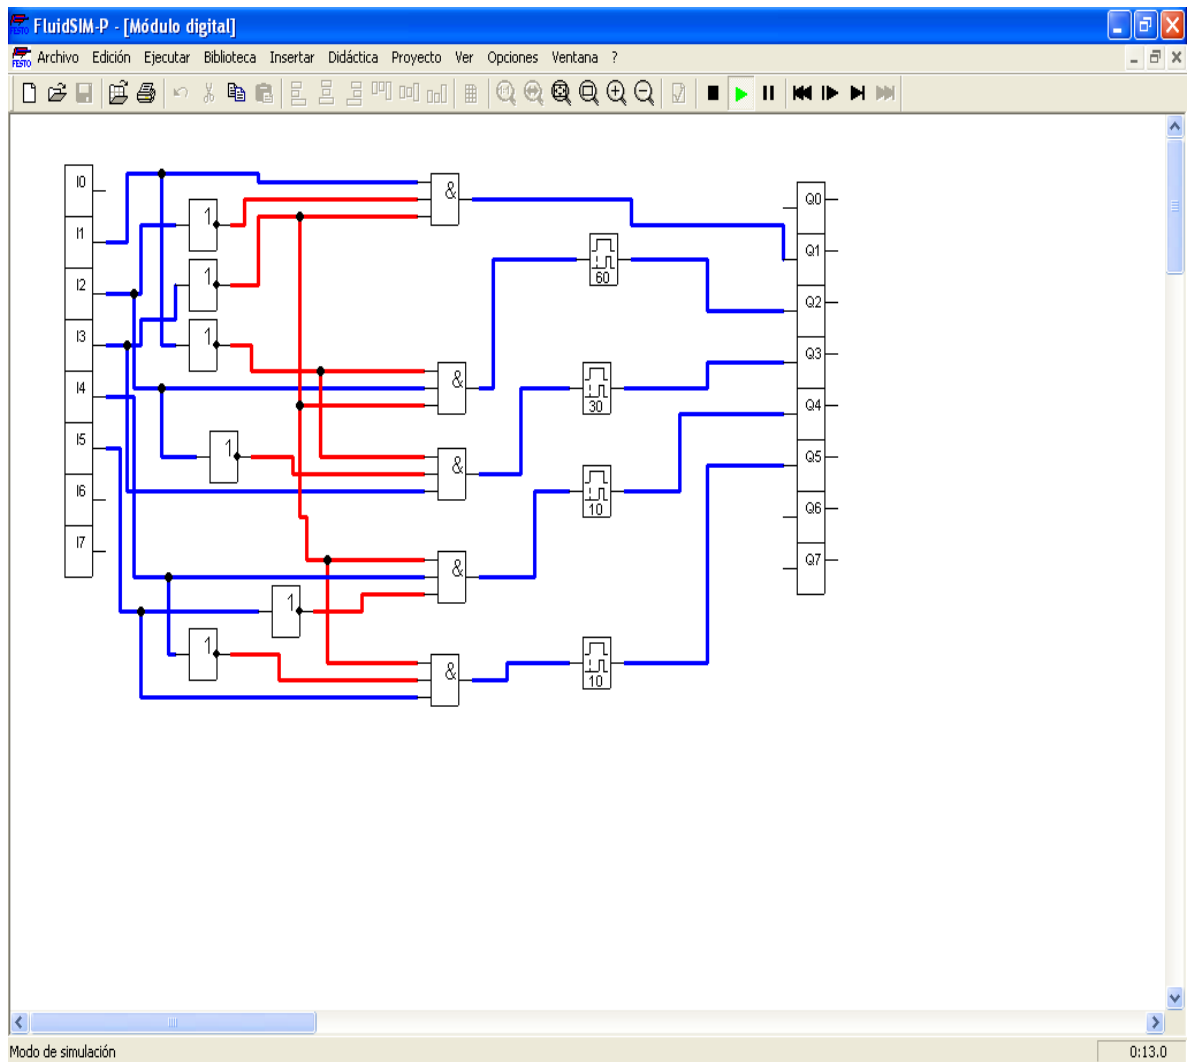 FluidSIM-P - [Módulo digital]
FESTO Archivo Edición Ejecutar Biblioteca Insertar Didáctica Proyecto Ver Opciones Ventana ?
I0
I1
I2
I3
I4
I5
I6
I7
1
1
1
1
1
1
&
&
&
&
&
60
30
10
10
Q0
Q1
Q2
Q3
Q4
Q5
Q6
Q7
Modo de simulación 0:13.0